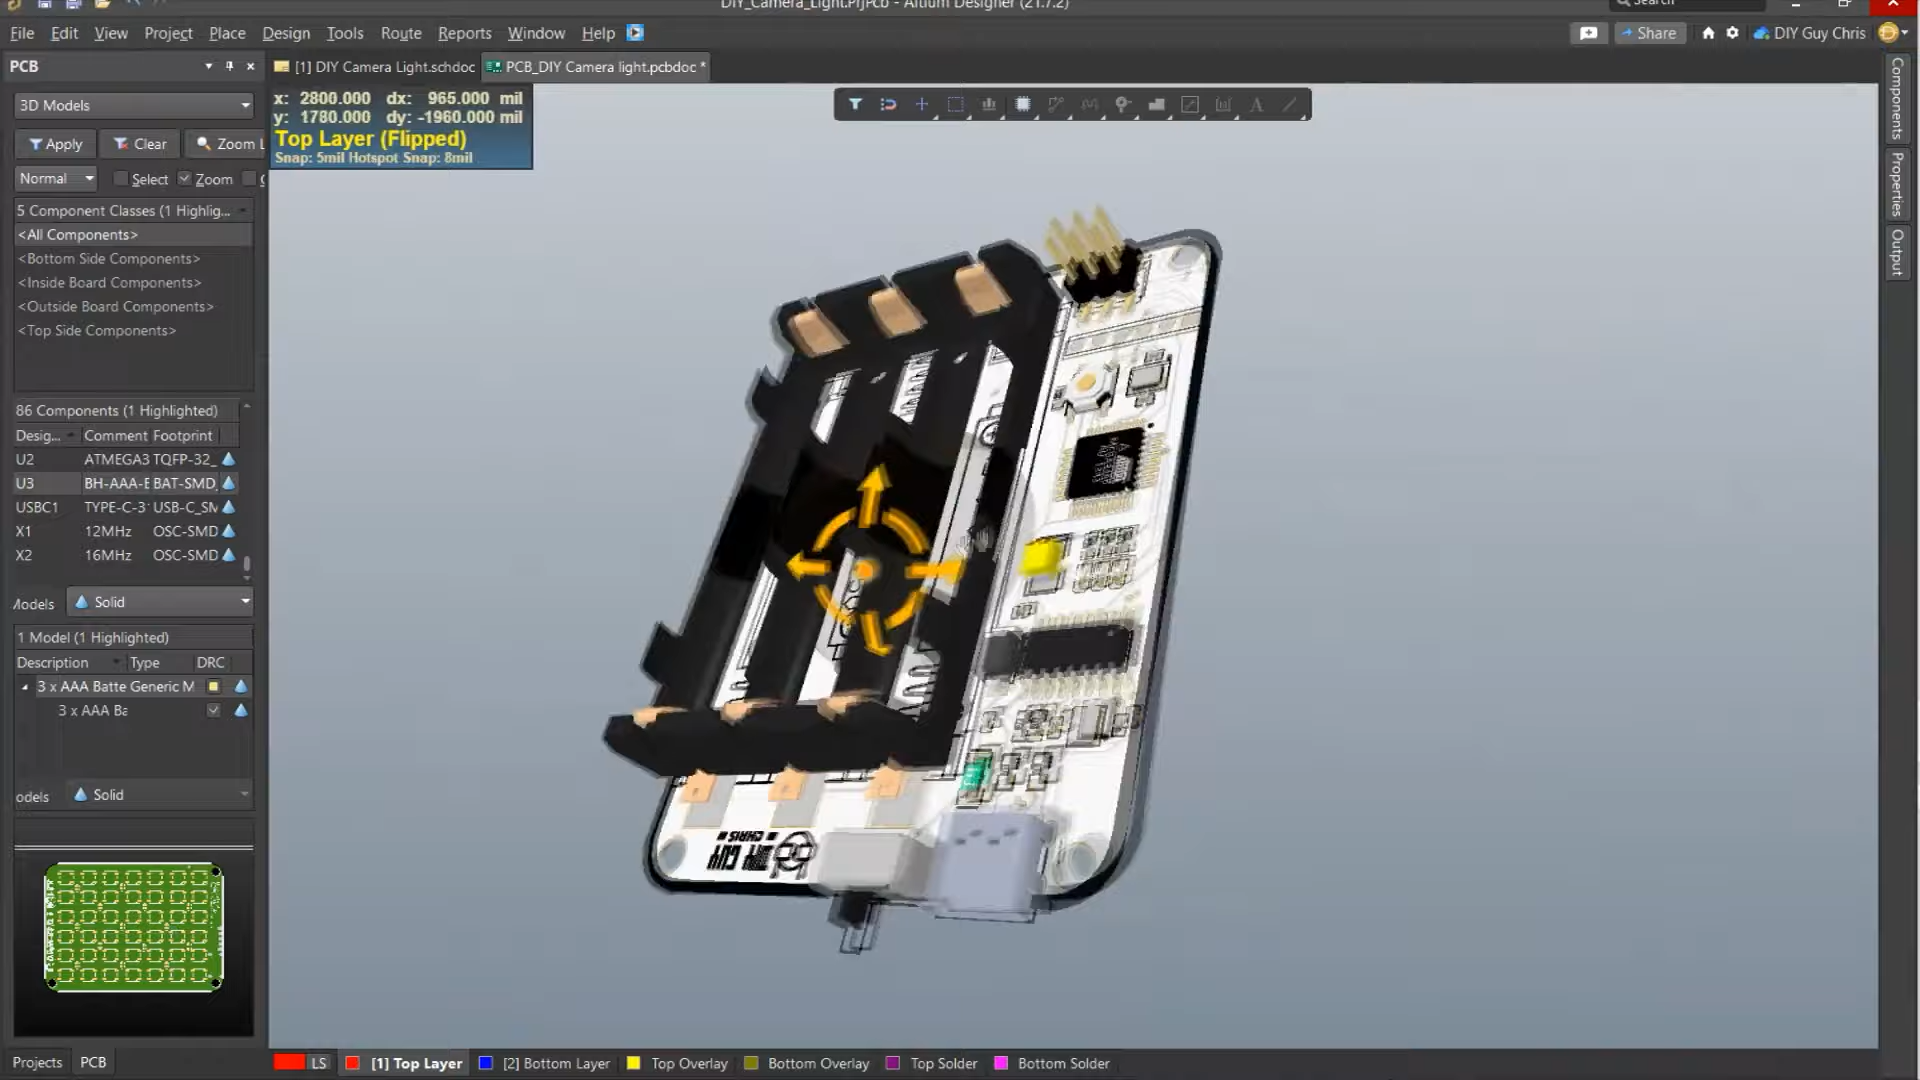 DIY_Camera_Light.PrjPcb - Altium Designer (21.7.2)
Search
File Edit View Project Place Design Tools Route Reports Window Help
Share
DIY Guy Chris
PCB
[1] DIY Camera Light.schdoc
PCB_DIY Camera light.pcbdoc *
3D Models
Apply
Clear
Zoom L
Normal
Select
Zoom
x: 2800.000 dx: 965.000 mil
y: 1780.000 dy: -1960.000 mil
Top Layer (Flipped)
Snap: 5mil Hotspot Snap: 8mil
5 Component Classes (1 Highlig...
<All Components>
<Bottom Side Components>
<Inside Board Components>
<Outside Board Components>
<Top Side Components>
86 Components (1 Highlighted)
Desig... Comment Footprint
U2 ATMEGA3 TQFP-32_
U3 BH-AAA-E BAT-SMD_
USBC1 TYPE-C-3 USB-C_SM
X1 12MHz OSC-SMD
X2 16MHz OSC-SMD
Models Solid
1 Model (1 Highlighted)
Description Type DRC
3 x AAA Batte Generic M
3 x AAA Ba
odels Solid
DIY GUY
CHRIS
Components
Properties
Output
Projects PCB
LS
[1] Top Layer
[2] Bottom Layer
Top Overlay
Bottom Overlay
Top Solder
Bottom Solder